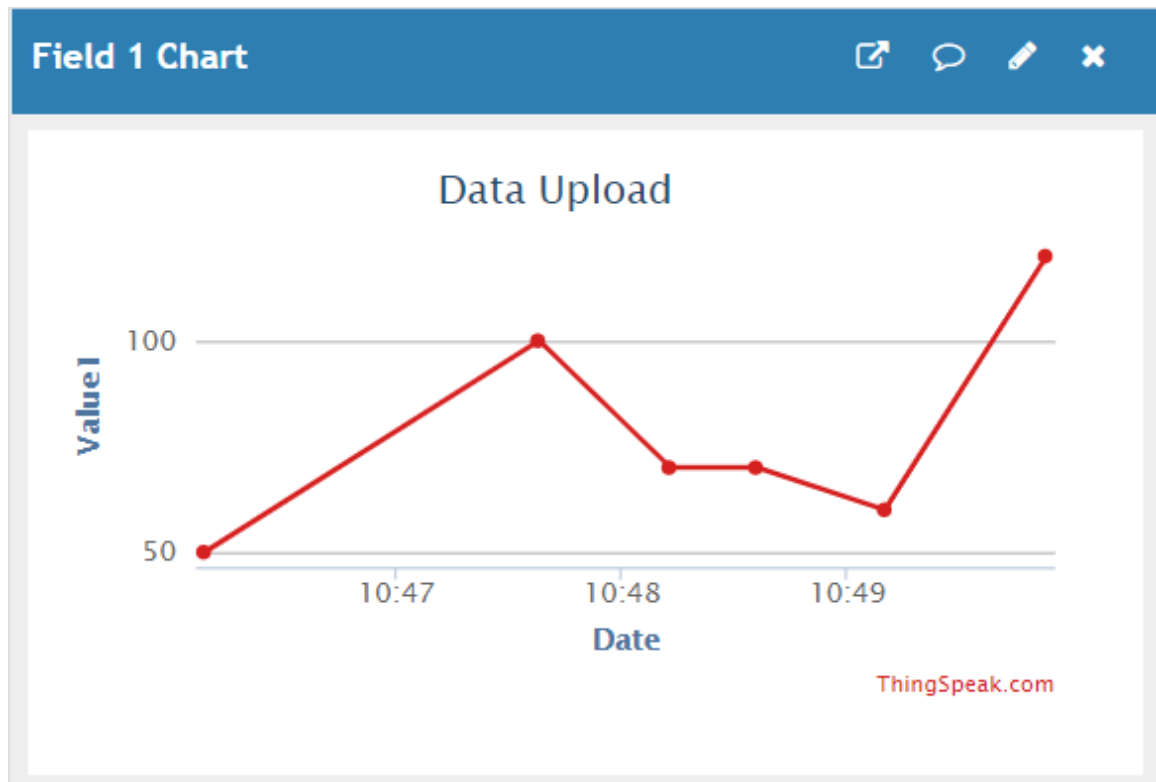 Field 1 Chart
Data Upload
Value1
100
50
10:47 10:48 10:49
Date
ThingSpeak.com